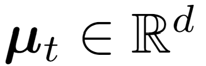 𝝁ₜ ∈ ℝᵈ